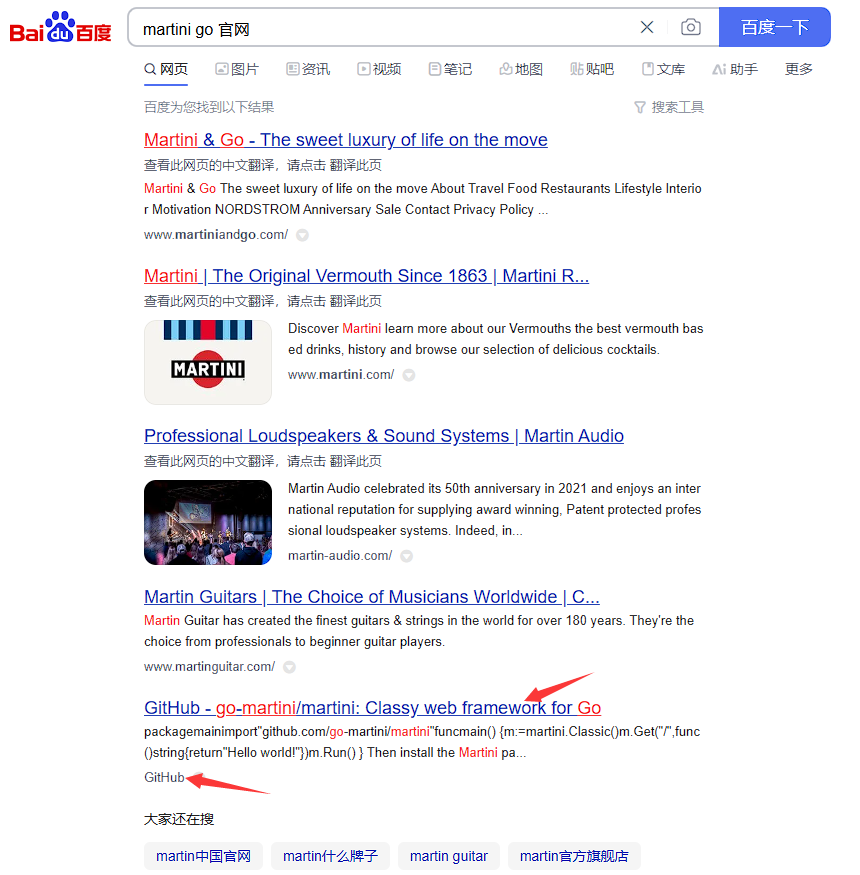 Bai du 百度
martini go 官网
百度一下
网页 图片 资讯 视频 笔记 地图 贴吧 文库 助手 更多
百度为您找到以下结果
搜索工具
Martini & Go - The sweet luxury of life on the move
查看此网页的中文翻译，请点击 翻译此页
Martini & Go The sweet luxury of life on the move About Travel Food Restaurants Lifestyle Interio
r Motivation NORDSTROM Anniversary Sale Contact Privacy Policy ...
www.martiniandgo.com/
Martini | The Original Vermouth Since 1863 | Martini R...
查看此网页的中文翻译，请点击 翻译此页
MARTINI
Discover Martini learn more about our Vermouths the best vermouth bas
ed drinks, history and browse our selection of delicious cocktails.
www.martini.com/
Professional Loudspeakers & Sound Systems | Martin Audio
查看此网页的中文翻译，请点击 翻译此页
Martin Audio celebrated its 50th anniversary in 2021 and enjoys an inter
national reputation for supplying award winning, Patent protected profes
sional loudspeaker systems. Indeed, in...
martin-audio.com/
Martin Guitars | The Choice of Musicians Worldwide | C...
Martin Guitar has created the finest guitars & strings in the world for over 180 years. They're the
choice from professionals to beginner guitar players.
www.martinguitar.com/
GitHub - go-martini/martini: Classy web framework for Go
packagemainimport"github.com/go-martini/martini"funcmain() {m:=martini.Classic()m.Get("/",func
()string{return"Hello world!"})m.Run() } Then install the Martini pa...
GitHub
大家还在搜
martin中国官网 martin什么牌子 martin guitar martin官方旗舰店